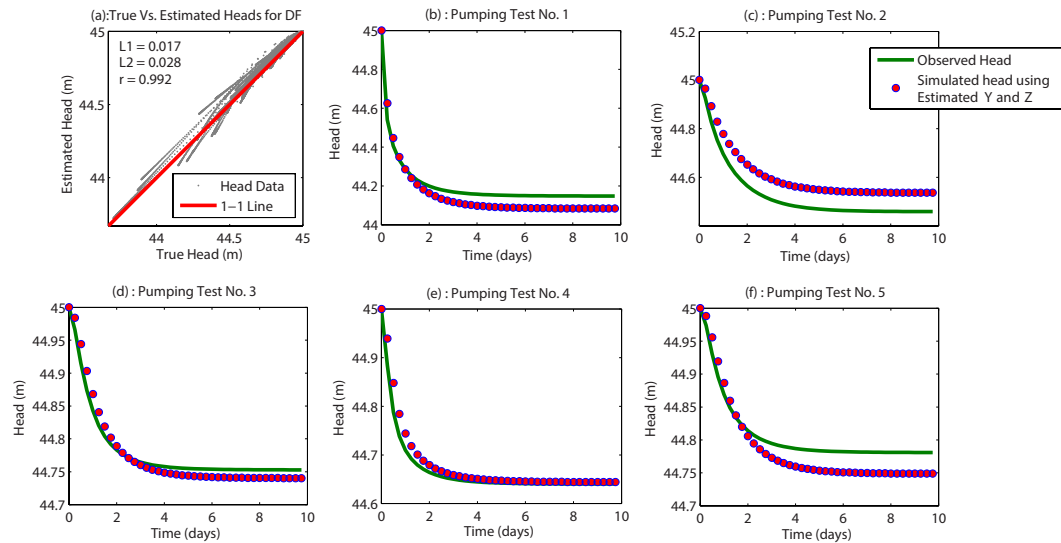 (a):True Vs. Estimated Heads for DF
45
44.5
44
Estimated Head (m)
L1 = 0.017
L2 = 0.028
r = 0.992
Head Data
1−1 Line
44
44.5
45
True Head (m)
(b) : Pumping Test No. 1
45
44.8
44.6
44.4
44.2
44
Head (m)
0
2
4
6
8
10
Time (days)
(c) : Pumping Test No. 2
45.2
45
44.8
44.6
Head (m)
Observed Head
Simulated head using
Estimated Y and Z
0
2
4
6
8
10
Time (days)
(d) : Pumping Test No. 3
45
44.95
44.9
44.85
44.8
44.75
44.7
Head (m)
0
2
4
6
8
10
Time (days)
(e) : Pumping Test No. 4
45
44.9
44.8
44.7
44.6
Head (m)
0
2
4
6
8
10
Time (days)
(f) : Pumping Test No. 5
45
44.95
44.9
44.85
44.8
44.75
44.7
Head (m)
0
2
4
6
8
10
Time (days)